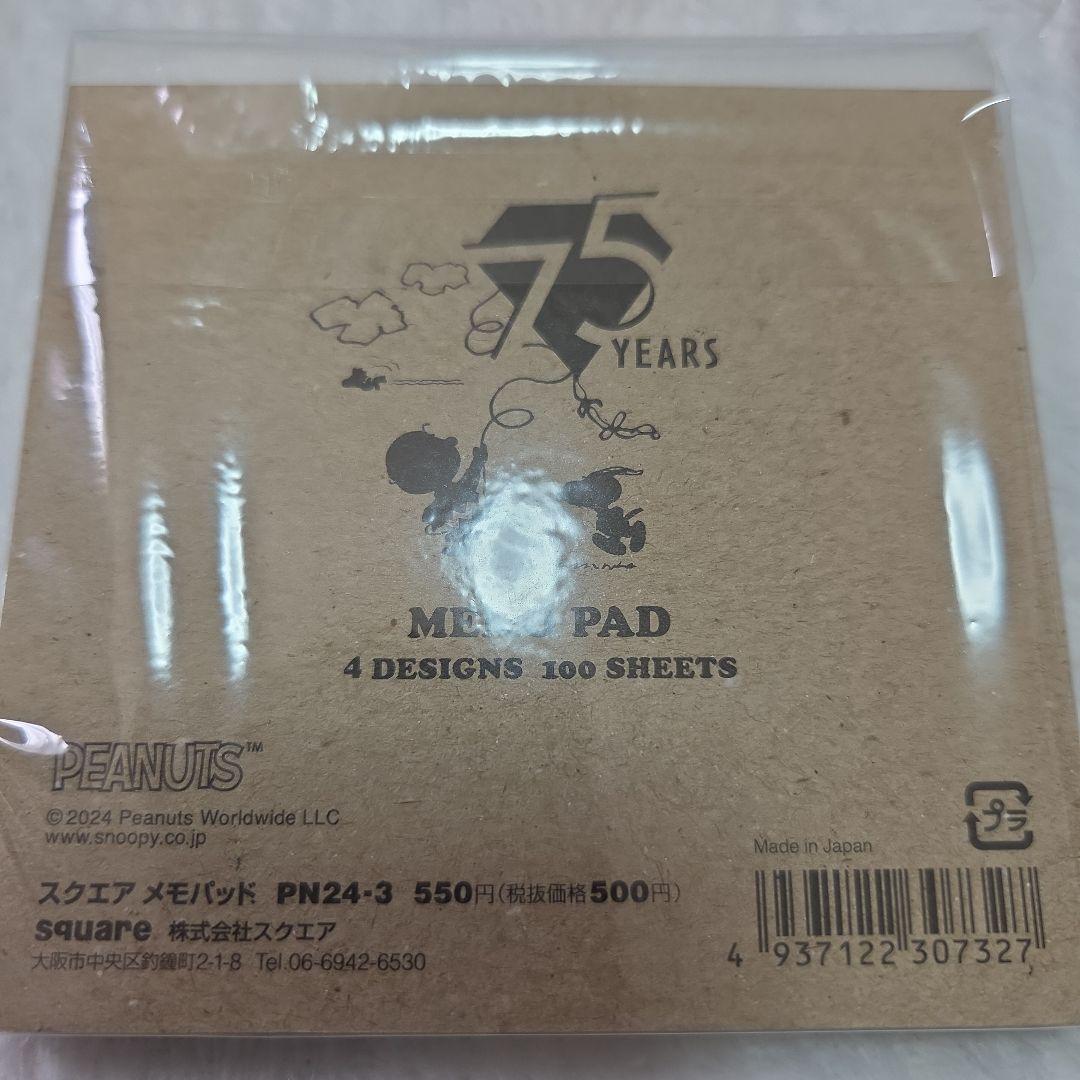 75
YEARS
MEMO PAD
4 DESIGNS 100 SHEETS
PEANUTS™
©2024 Peanuts Worldwide LLC
www.snoopy.co.jp
プラ
Made in Japan
スクエア メモパッド PN24-3 550円(税抜価格500円)
square 株式会社スクエア
大阪市中央区釣鐘町2-1-8 Tel.06-6942-6530
4 937122 307327